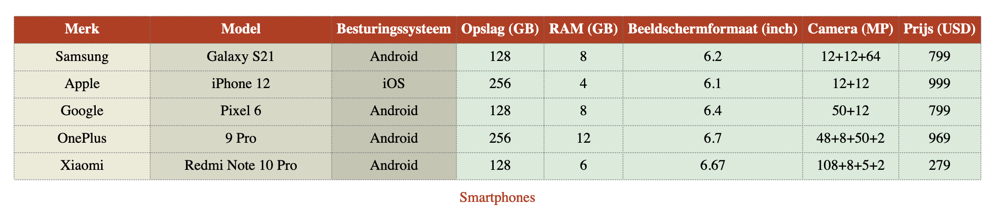 Merk Model Besturingssysteem Opslag (GB) RAM (GB) Beeldschermformaat (inch) Camera (MP) Prijs (USD)
Samsung Galaxy S21 Android 128 8 6.2 12+12+64 799
Apple iPhone 12 iOS 256 4 6.1 12+12 999
Google Pixel 6 Android 128 8 6.4 50+12 799
OnePlus 9 Pro Android 256 12 6.7 48+8+50+2 969
Xiaomi Redmi Note 10 Pro Android 128 6 6.67 108+8+5+2 279
Smartphones